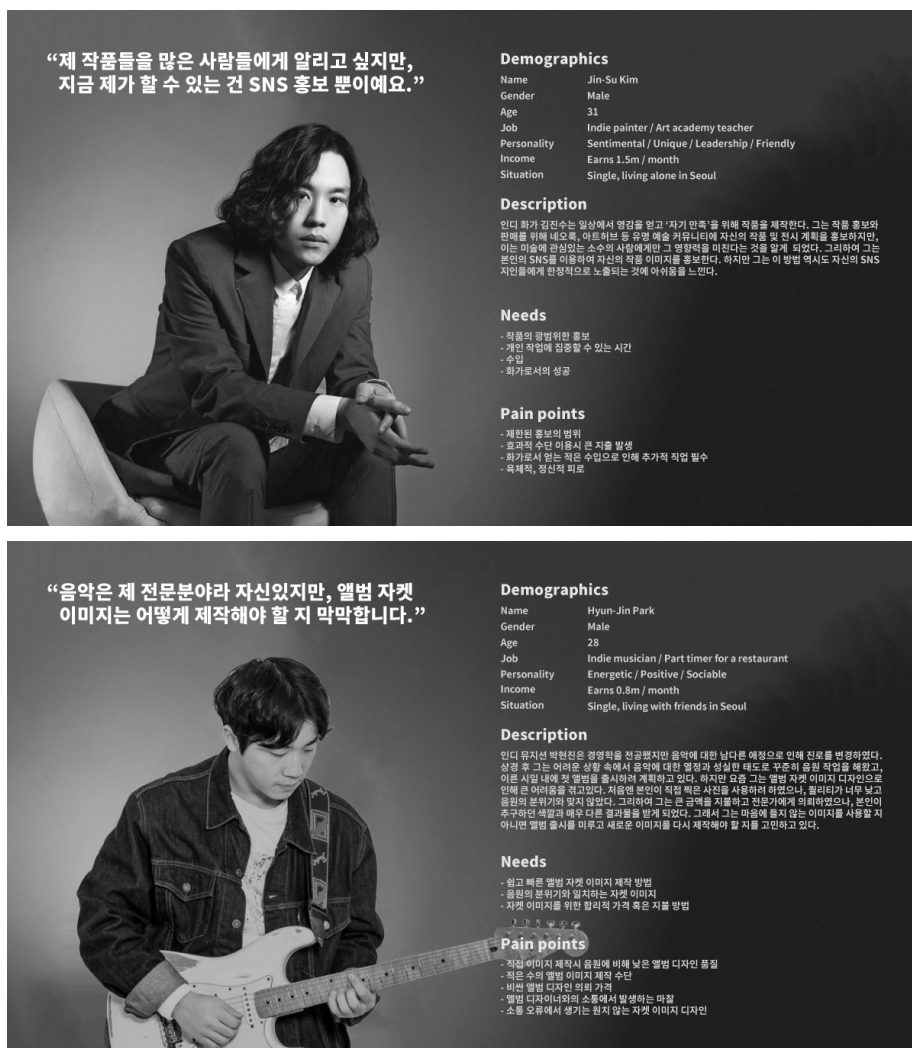 “제 작품들을 많은 사람들에게 알리고 싶지만,
지금 제가 할 수 있는 건 SNS 홍보 뿐이예요.”
Demographics
Name Jin-Su Kim
Gender Male
Age 31
Job Indie painter / Art academy teacher
Personality Sentimental / Unique / Leadership / Friendly
Income Earns 1.5m / month
Situation Single, living alone in Seoul
Description
인디 화가 김진수는 일상에서 영감을 얻고 ‘자기 만족’을 위해 작품을 제작한다. 그는 작품 홍보와
판매를 위해 네오룩, 아트허브 등 유명 예술 커뮤니티에 자신의 작품 및 전시 계획을 홍보하지만,
이는 미술에 관심있는 소수의 사람에게만 그 영향력을 미친다는 것을 알게 되었다. 그리하여 그는
본인의 SNS를 이용하여 자신의 작품 이미지를 홍보한다. 하지만 그는 이 방법 역시도 자신의 SNS
지인들에게 한정적으로 노출되는 것에 아쉬움을 느낀다.
Needs
- 작품의 광범위한 홍보
- 개인 작업에 집중할 수 있는 시간
- 수입
- 화가로서의 성공
Pain points
- 제한된 홍보의 범위
- 효과적 수단 이용시 큰 지출 발생
- 화가로서 얻는 적은 수입으로 인해 추가적 직업 필수
- 육체적, 정신적 피로
“음악은 제 전문분야라 자신있지만, 앨범 자켓
이미지는 어떻게 제작해야 할 지 막막합니다.”
Demographics
Name Hyun-Jin Park
Gender Male
Age 28
Job Indie musician / Part timer for a restaurant
Personality Energetic / Positive / Sociable
Income Earns 0.8m / month
Situation Single, living with friends in Seoul
Description
인디 뮤지션 박현진은 경영학을 전공했지만 음악에 대한 남다른 애정으로 인해 진로를 변경하였다.
상경 후 그는 어려운 상황 속에서 음악에 대한 열정과 성실한 태도로 꾸준히 음원 작업을 해왔고,
이른 시일 내에 첫 앨범을 출시하려 계획하고 있다. 하지만 요즘 그는 앨범 자켓 이미지 디자인으로
인해 큰 어려움을 겪고있다. 처음엔 본인이 직접 찍은 사진을 사용하려 하였으나, 퀄리티가 너무 낮고
음원의 분위기와 맞지 않았다. 그리하여 그는 큰 금액을 지불하고 전문가에게 의뢰하였으나, 본인이
추구하던 색깔과 매우 다른 결과물을 받게 되었다. 그래서 그는 마음에 들지 않는 이미지를 사용할 지
아니면 앨범 출시를 미루고 새로운 이미지를 다시 제작해야 할 지를 고민하고 있다.
Needs
- 쉽고 빠른 앨범 자켓 이미지 제작 방법
- 음원의 분위기와 일치하는 자켓 이미지
- 자켓 이미지를 위한 합리적 가격 혹은 지불 방법
Pain points
- 직접 이미지 제작시 음원에 비해 낮은 앨범 디자인 품질
- 적은 수의 앨범 이미지 제작 수단
- 비싼 앨범 디자인 의뢰 가격
- 앨범 디자이너와의 소통에서 발생하는 마찰
- 소통 오류에서 생기는 원치 않는 자켓 이미지 디자인